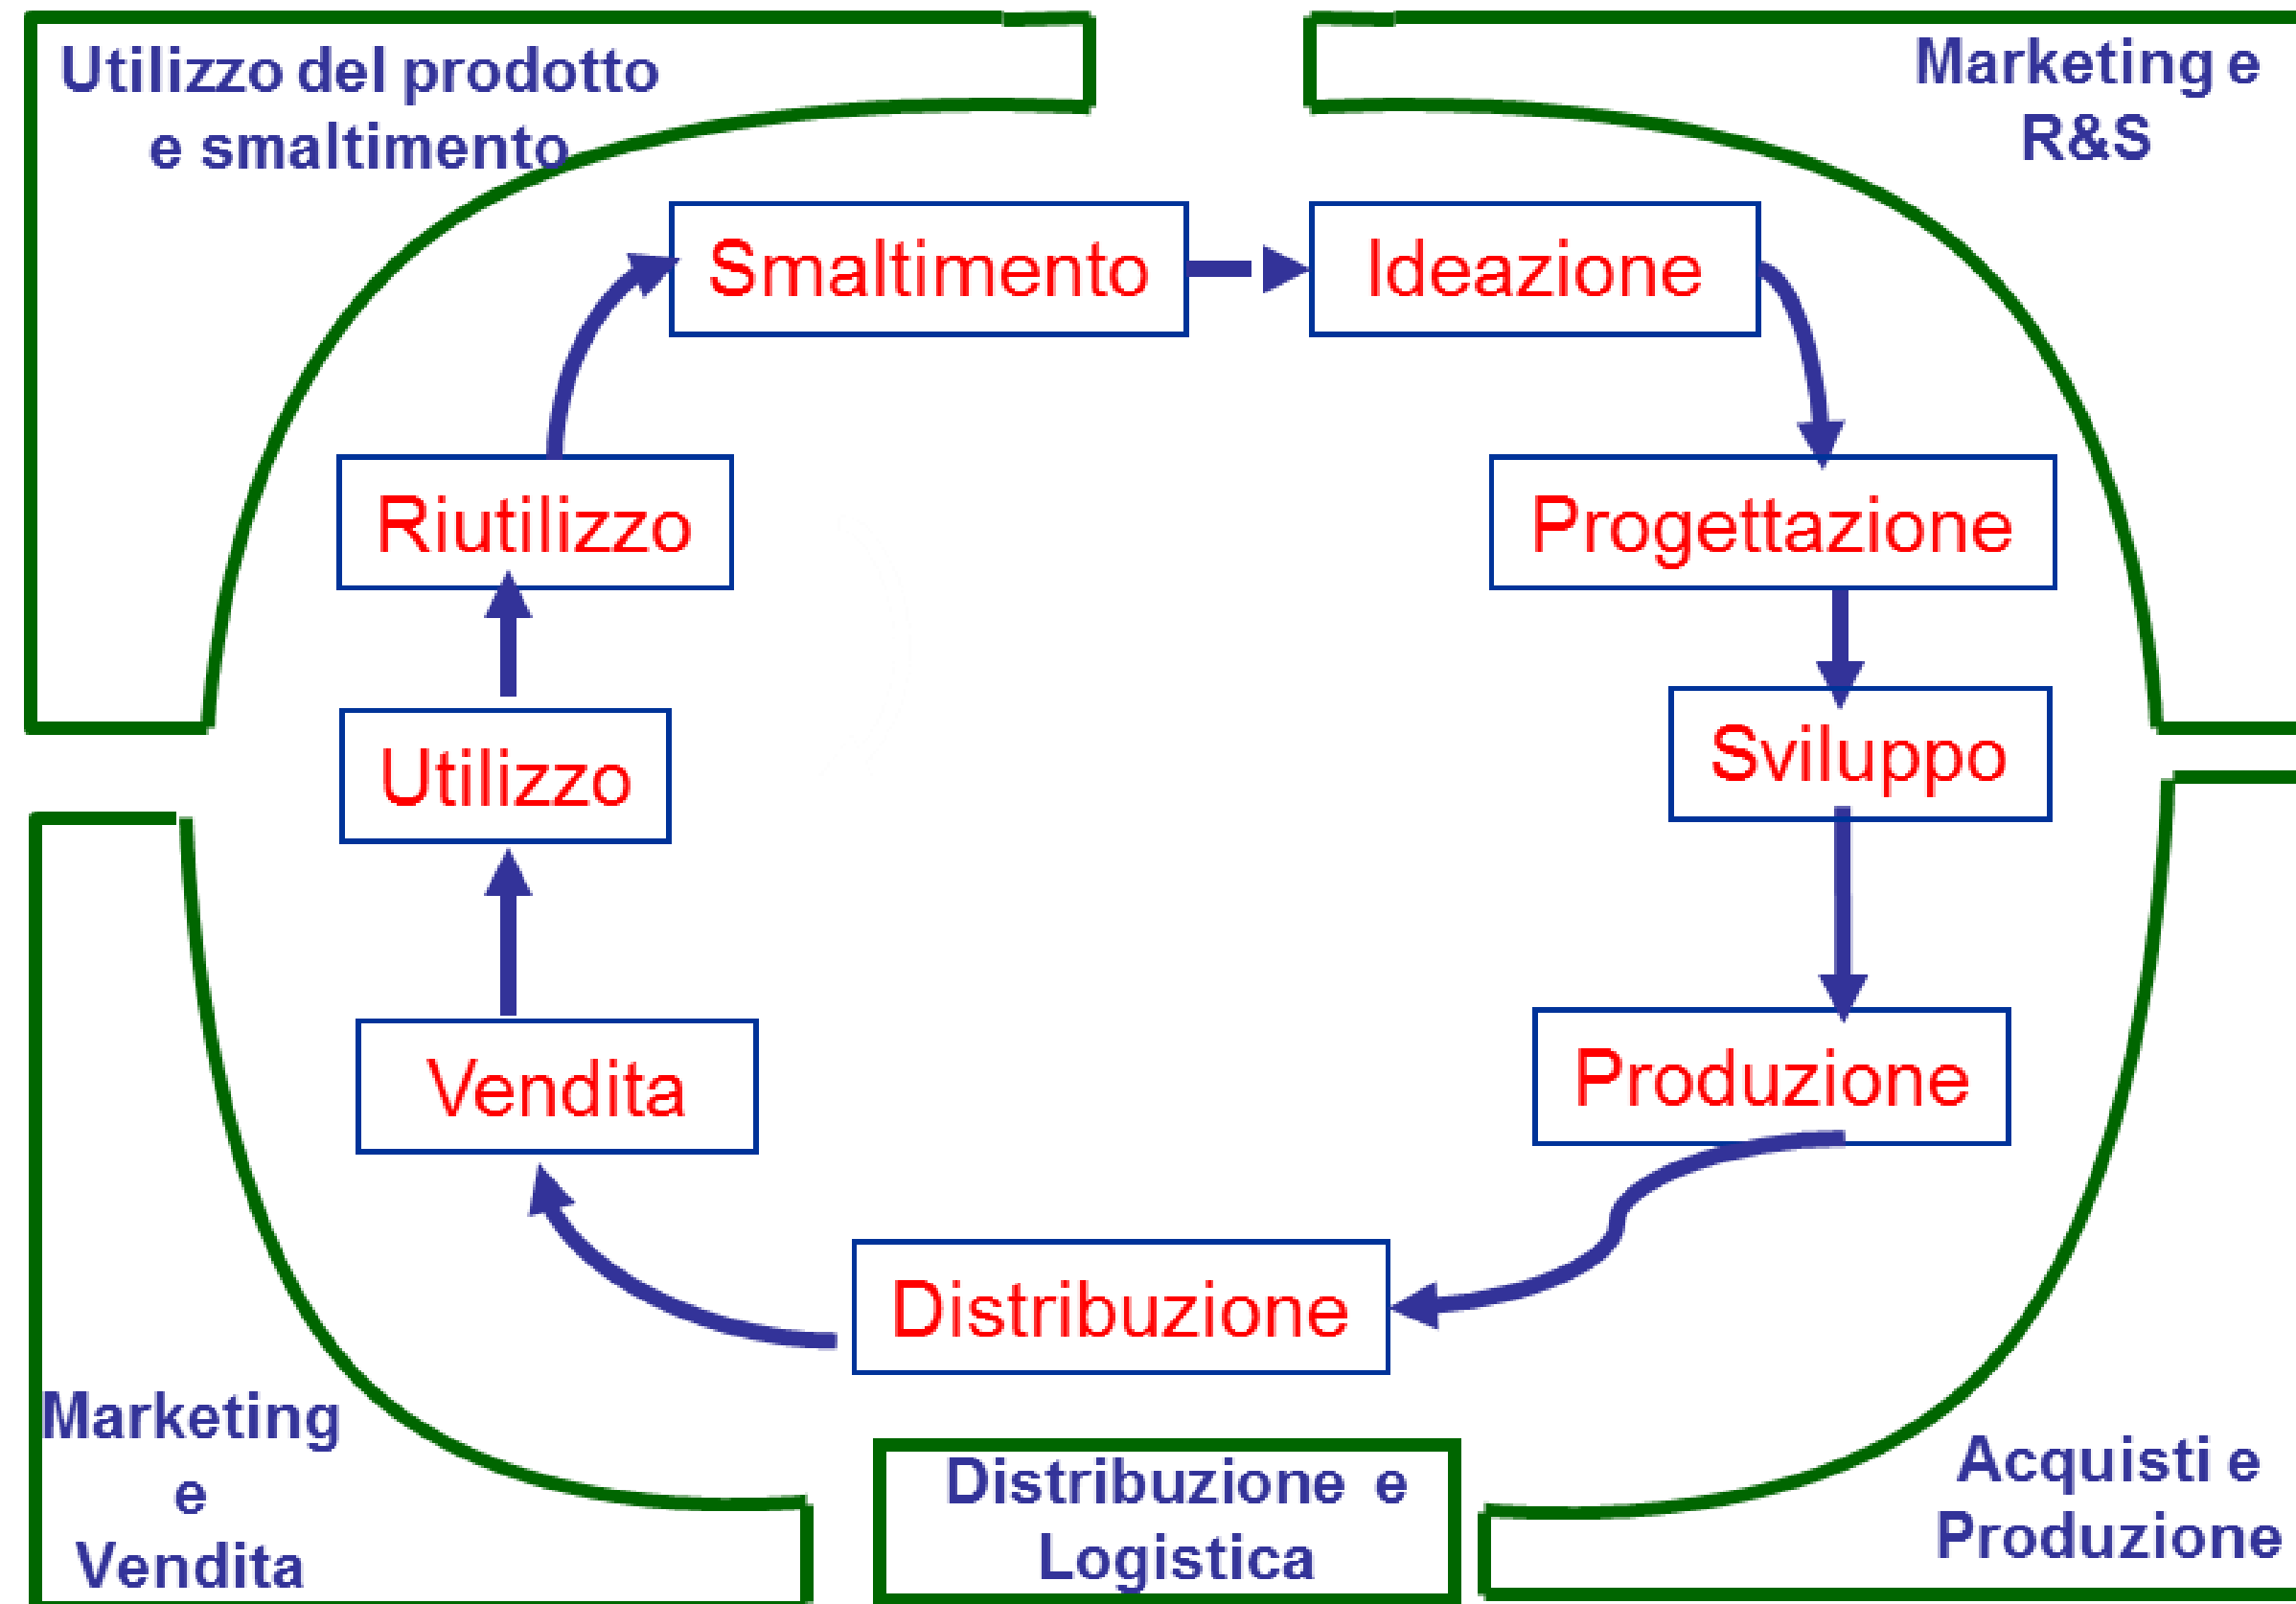 Utilizzo del prodotto
e smaltimento
Marketing e
R&S
Smaltimento
Ideazione
Riutilizzo
Progettazione
Utilizzo
Sviluppo
Vendita
Produzione
Distribuzione
Marketing
e
Vendita
Distribuzione e
Logistica
Acquisti e
Produzione